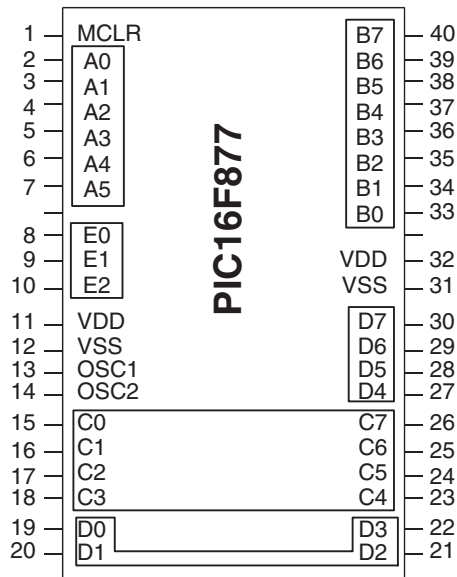 1 MCLR B7 40
2 A0 B6 39
3 A1 B5 38
4 A2 B4 37
5 A3 B3 36
6 A4 B2 35
7 A5 B1 34
B0 33
PIC16F877
8 E0
9 E1 VDD 32
10 E2 VSS 31
11 VDD D7 30
12 VSS D6 29
13 OSC1 D5 28
14 OSC2 D4 27
15 C0 C7 26
16 C1 C6 25
17 C2 C5 24
18 C3 C4 23
19 D0 D3 22
20 D1 D2 21